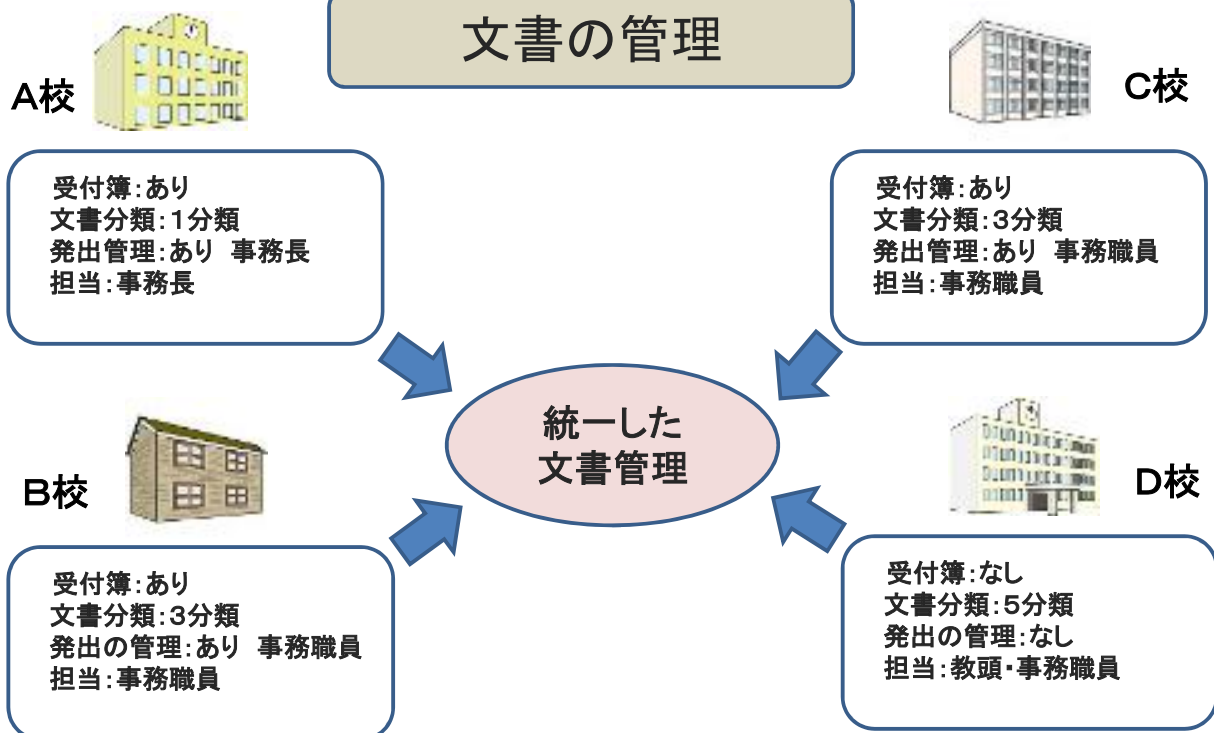 文書の管理
A校
受付簿:あり
文書分類:1分類
発出管理:あり 事務長
担当:事務長
C校
受付簿:あり
文書分類:3分類
発出管理:あり 事務職員
担当:事務職員
統一した
文書管理
B校
受付簿:あり
文書分類:3分類
発出の管理:あり 事務職員
担当:事務職員
D校
受付簿:なし
文書分類:5分類
発出の管理:なし
担当:教頭・事務職員